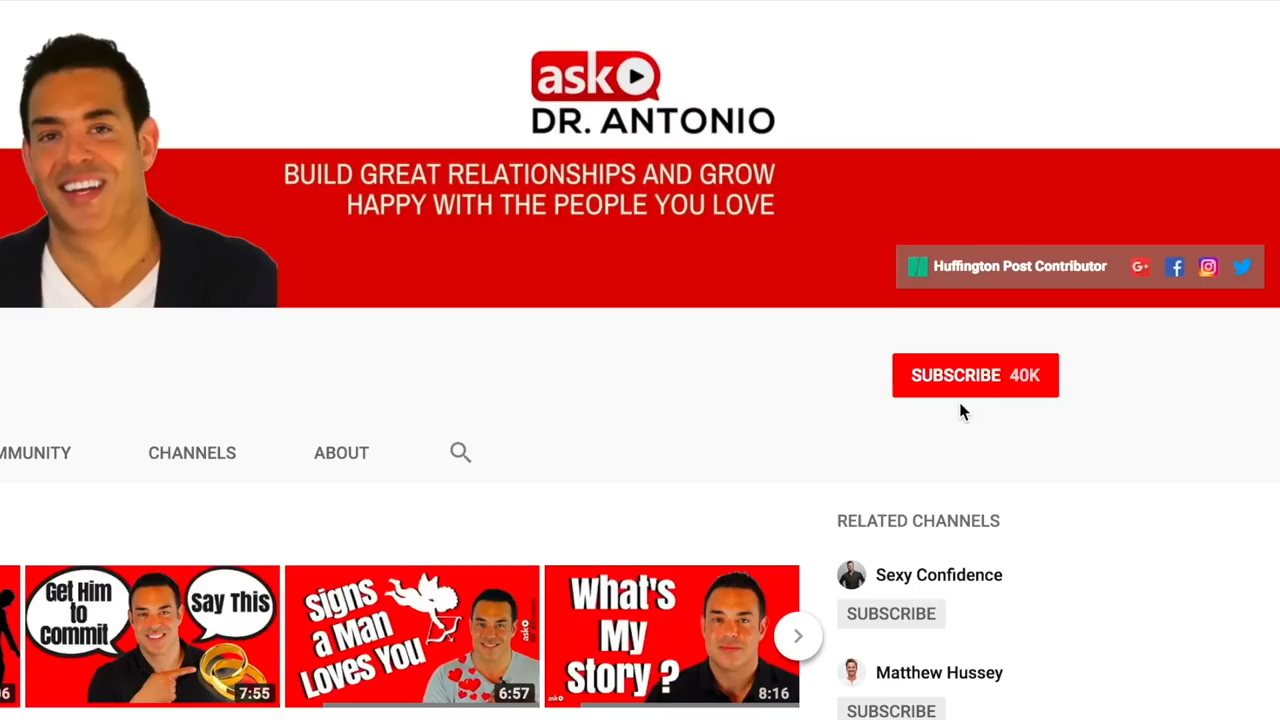 ask
DR. ANTONIO
BUILD GREAT RELATIONSHIPS AND GROW
HAPPY WITH THE PEOPLE YOU LOVE
Huffington Post Contributor
G+
SUBSCRIBE 40K
MMUNITY
CHANNELS
ABOUT
RELATED CHANNELS
Get Him
to
Commit
Say This
7:55
Signs
a Man
Loves You
ask
6:57
What's
My
story ?
ask
8:16
Sexy Confidence
SUBSCRIBE
Matthew Hussey
SUBSCRIBE